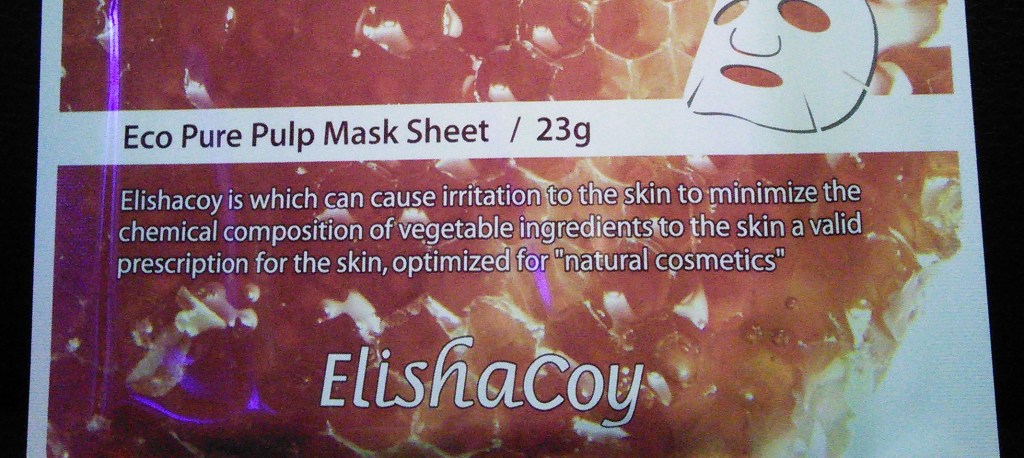 Eco Pure Pulp Mask Sheet / 23g
Elishacoy is which can cause irritation to the skin to minimize the
chemical composition of vegetable ingredients to the skin a valid
prescription for the skin, optimized for "natural cosmetics"
ElishaCoy